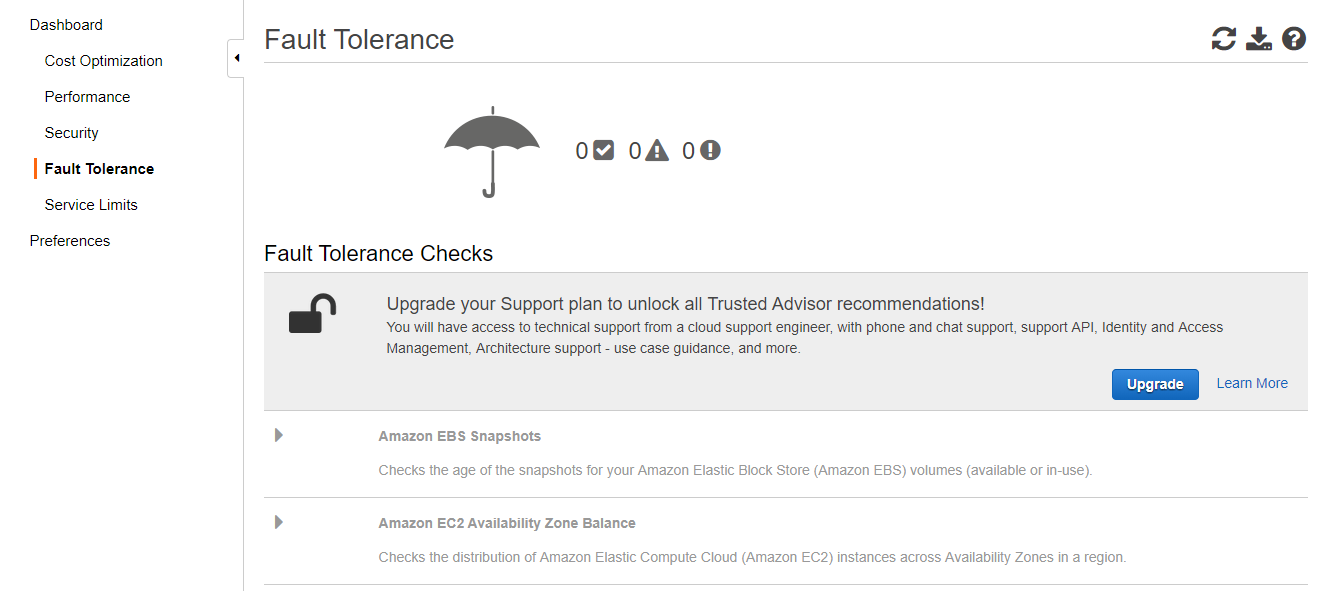 Dashboard
Cost Optimization
Performance
Security
Fault Tolerance
Service Limits
Preferences
Fault Tolerance
0 0 0
Fault Tolerance Checks
Upgrade your Support plan to unlock all Trusted Advisor recommendations!
You will have access to technical support from a cloud support engineer, with phone and chat support, support API, Identity and Access
Management, Architecture support - use case guidance, and more.
Upgrade Learn More
Amazon EBS Snapshots
Checks the age of the snapshots for your Amazon Elastic Block Store (Amazon EBS) volumes (available or in-use).
Amazon EC2 Availability Zone Balance
Checks the distribution of Amazon Elastic Compute Cloud (Amazon EC2) instances across Availability Zones in a region.